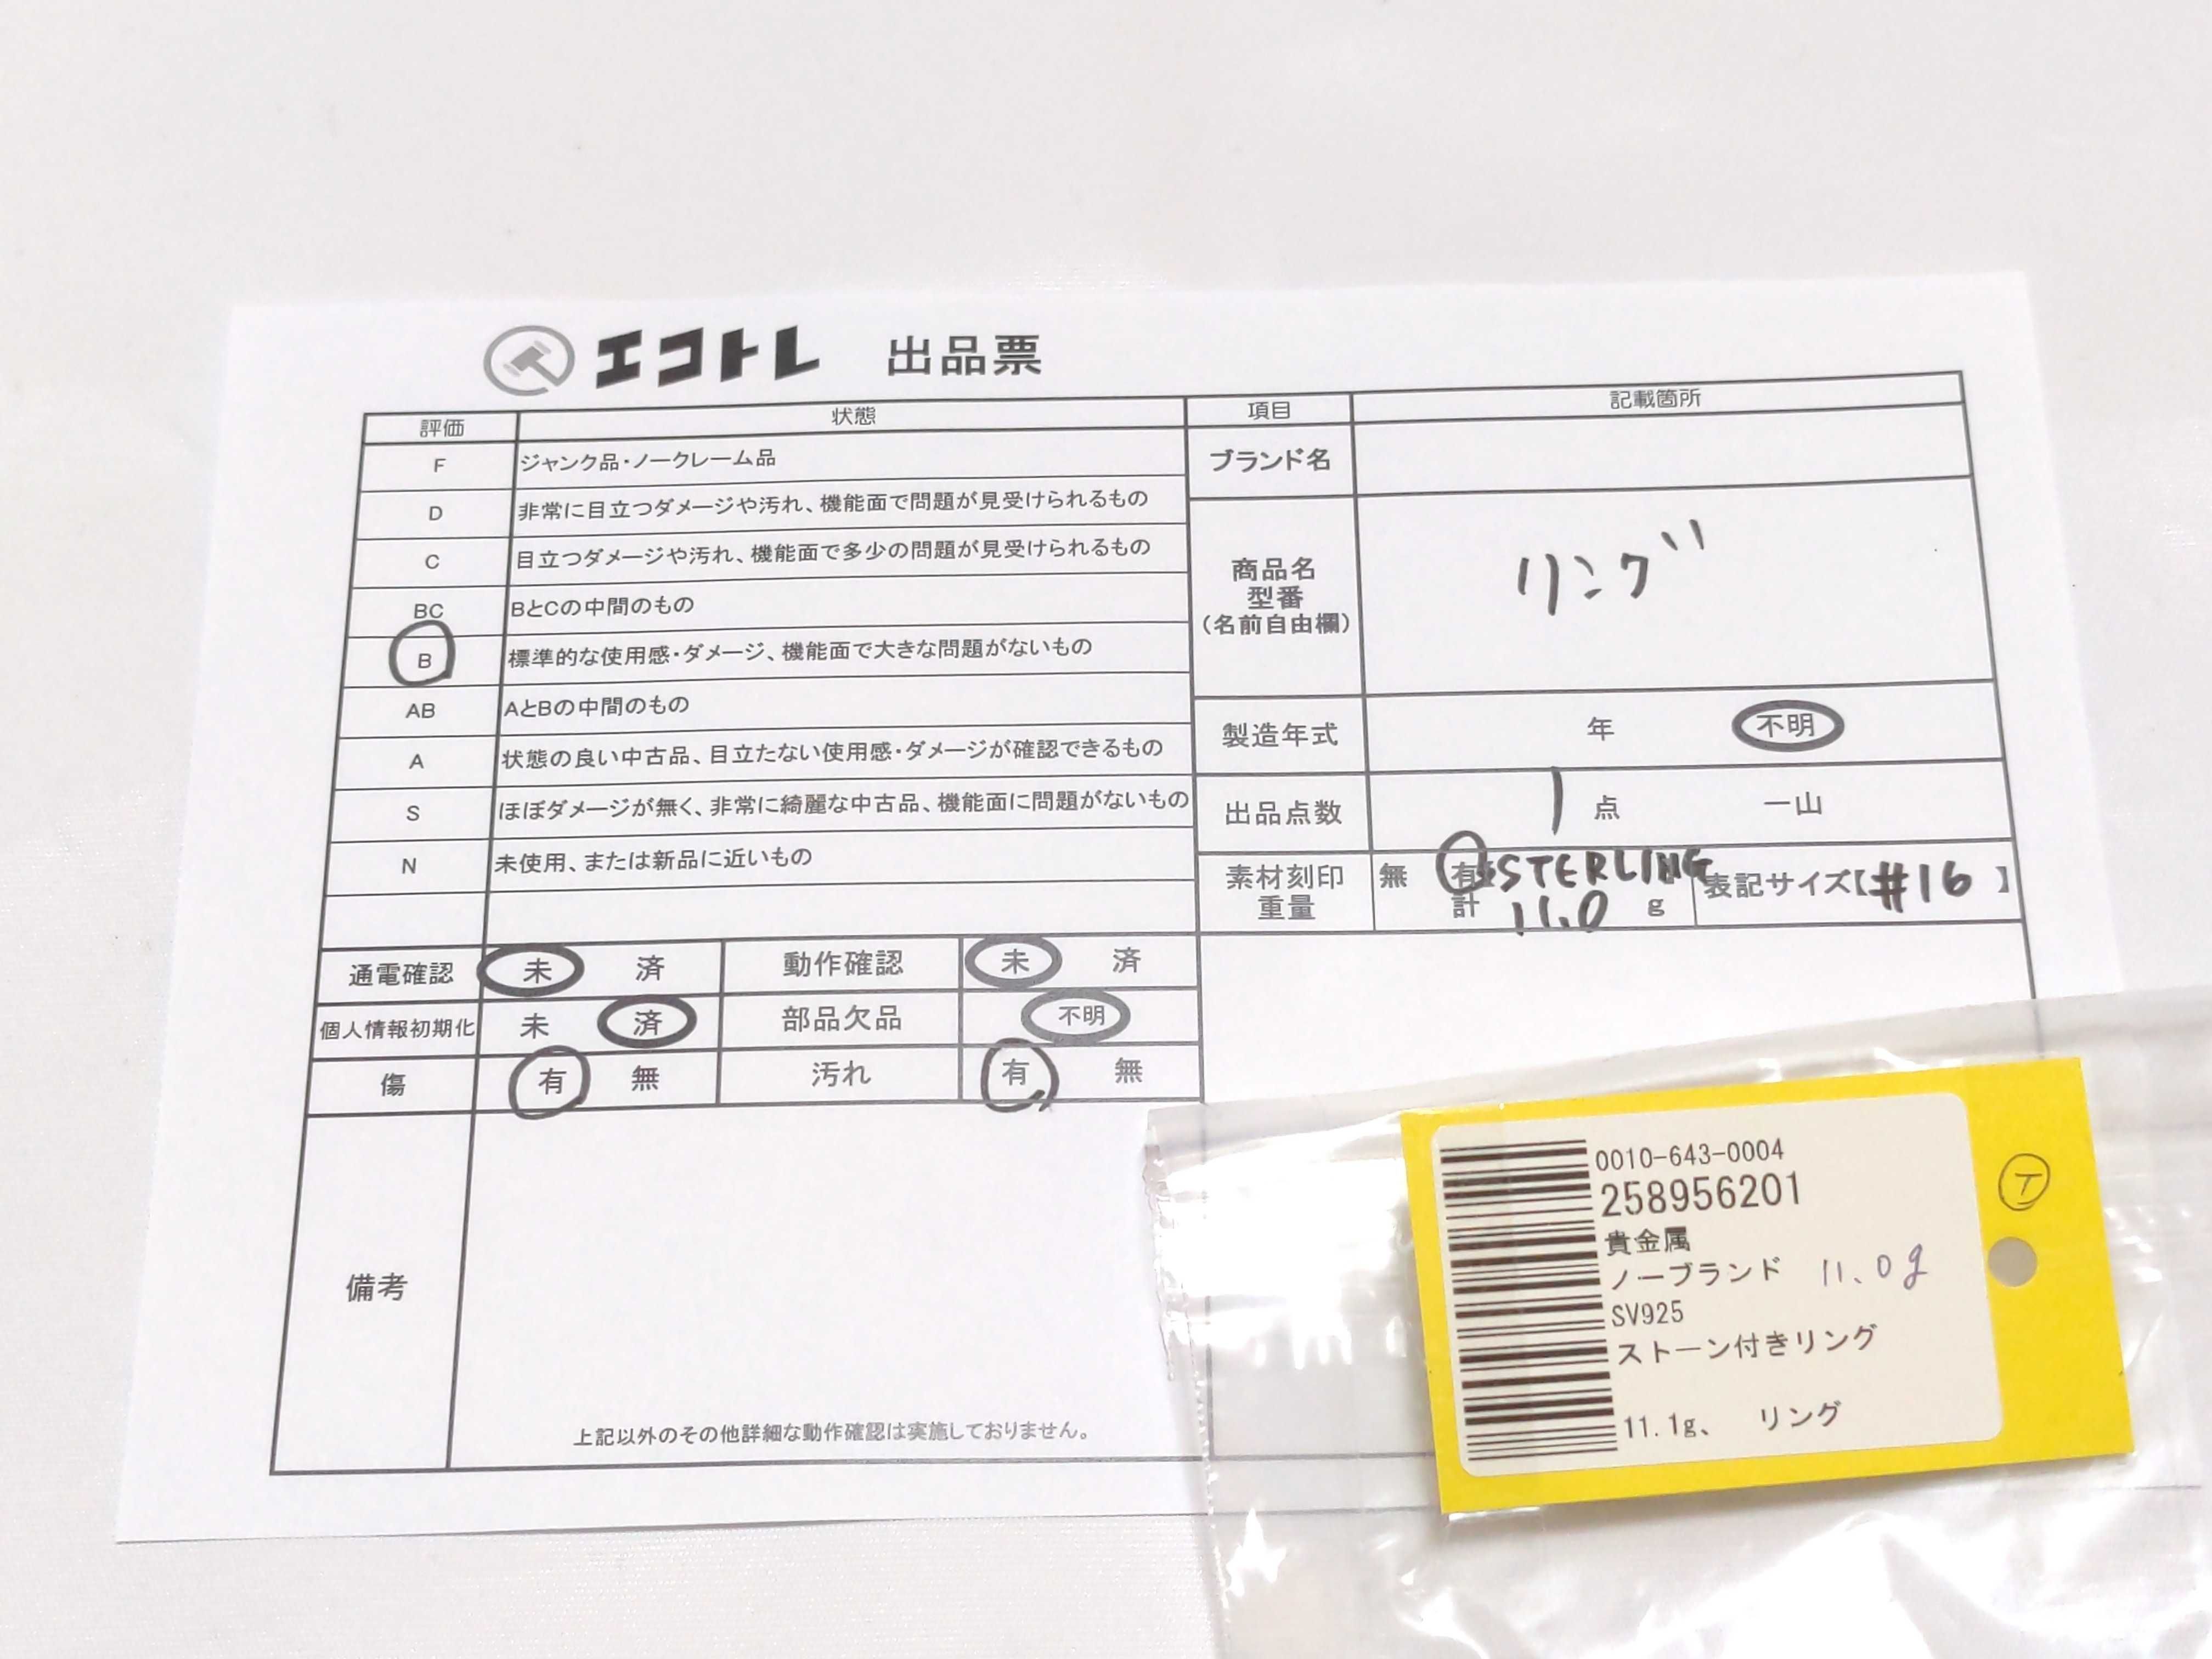 エコトレ 出品票
評価 状態 項目 記載箇所
F ジャンク品・ノークレーム品
D 非常に目立つダメージや汚れ、機能面で問題が見受けられるもの
C 目立つダメージや汚れ、機能面で多少の問題が見受けられるもの
BC BとCの中間のもの
B 標準的な使用感・ダメージ、機能面で大きな問題がないもの
AB AとBの中間のもの
A 状態の良い中古品、目立たない使用感・ダメージが確認できるもの
S ほぼダメージが無く、非常に綺麗な中古品、機能面に問題がないもの
N 未使用、または新品に近いもの
ブランド名
商品名
型番
(名前自由欄)
リング
製造年式 年 不明
出品点数 1 点 一山
素材刻印 無 有 STERLING
重量 計 11.0 g
表記サイズ【#16 】
通電確認 未 済 動作確認 未 済
個人情報初期化 未 済 部品欠品 不明
傷 有 無 汚れ 有 無
備考
上記以外のその他詳細な動作確認は実施しておりません。
0010-643-0004
258956201
貴金属
ノーブランド 11.0g
SV925
ストーン付きリング
11.1g、 リング
T